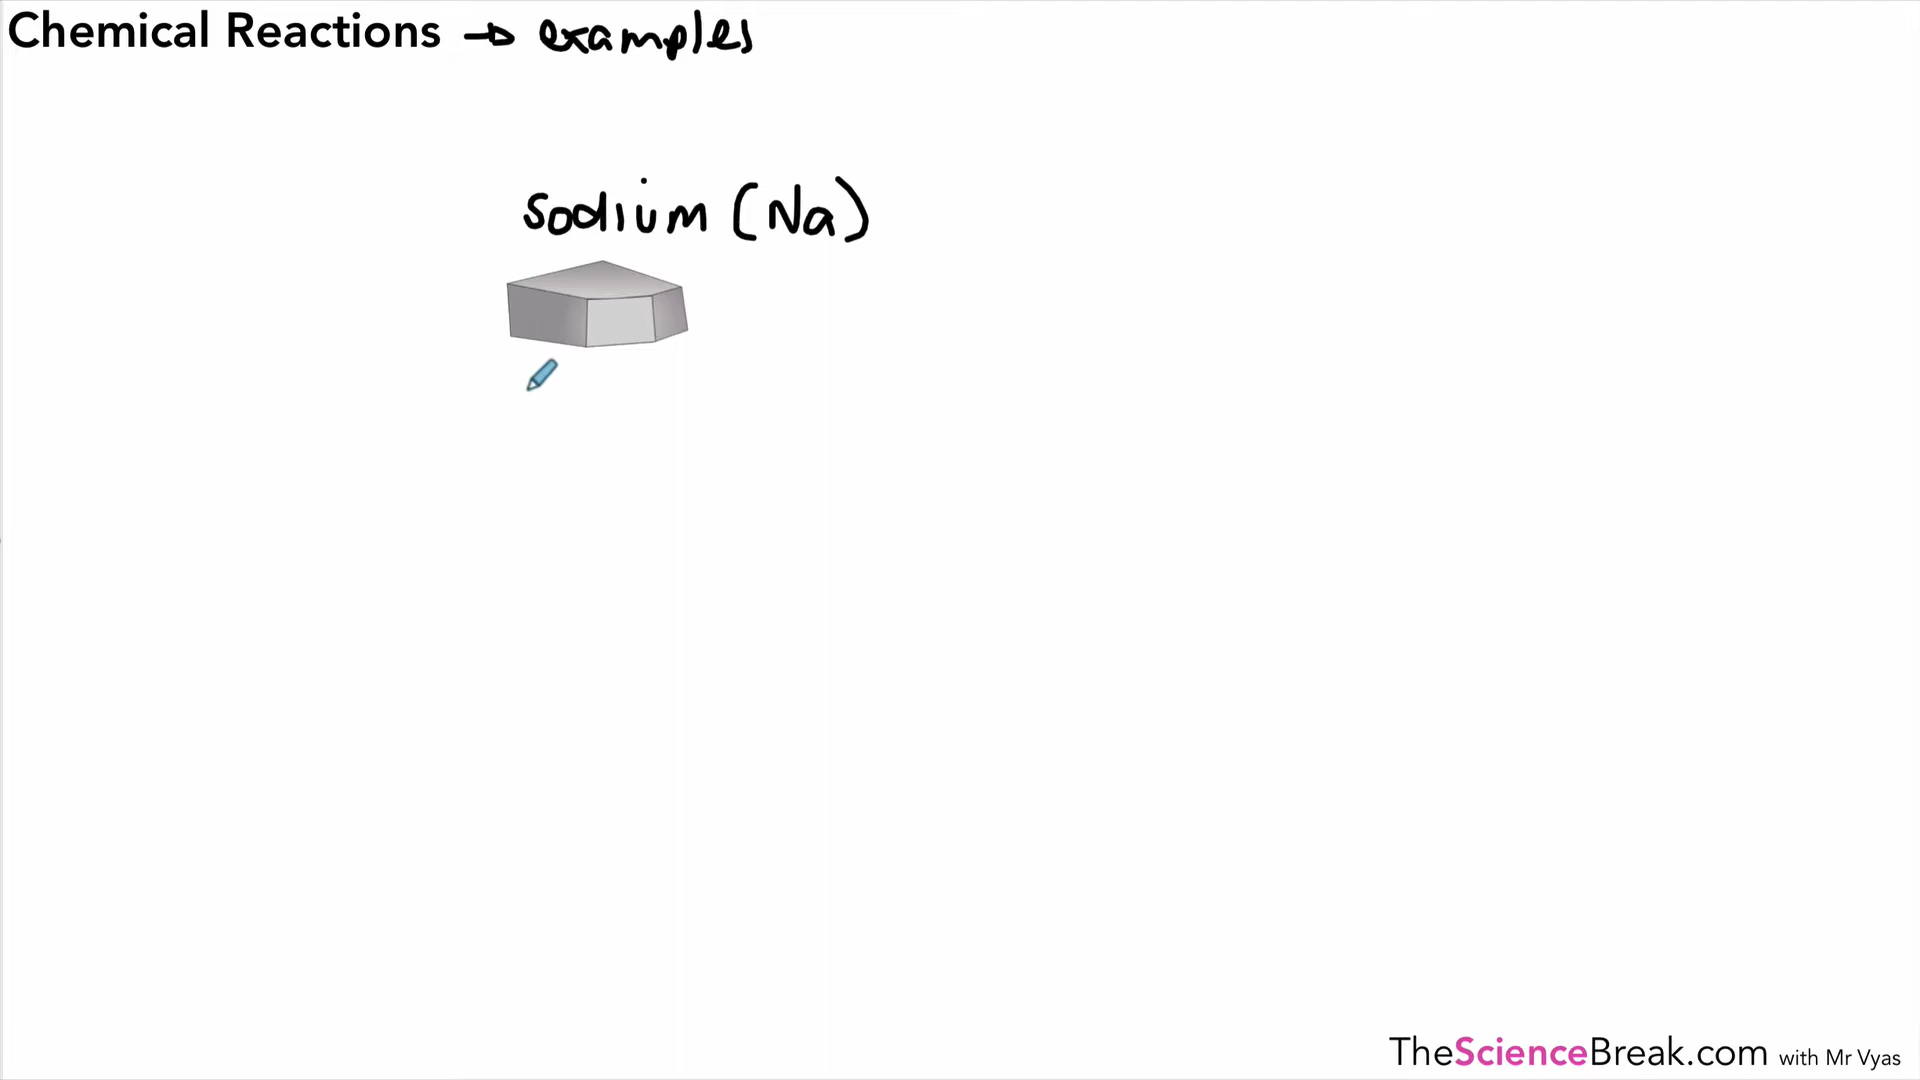 Chemical Reactions → examples
sodium (Na)
TheScienceBreak.com with Mr Vyas